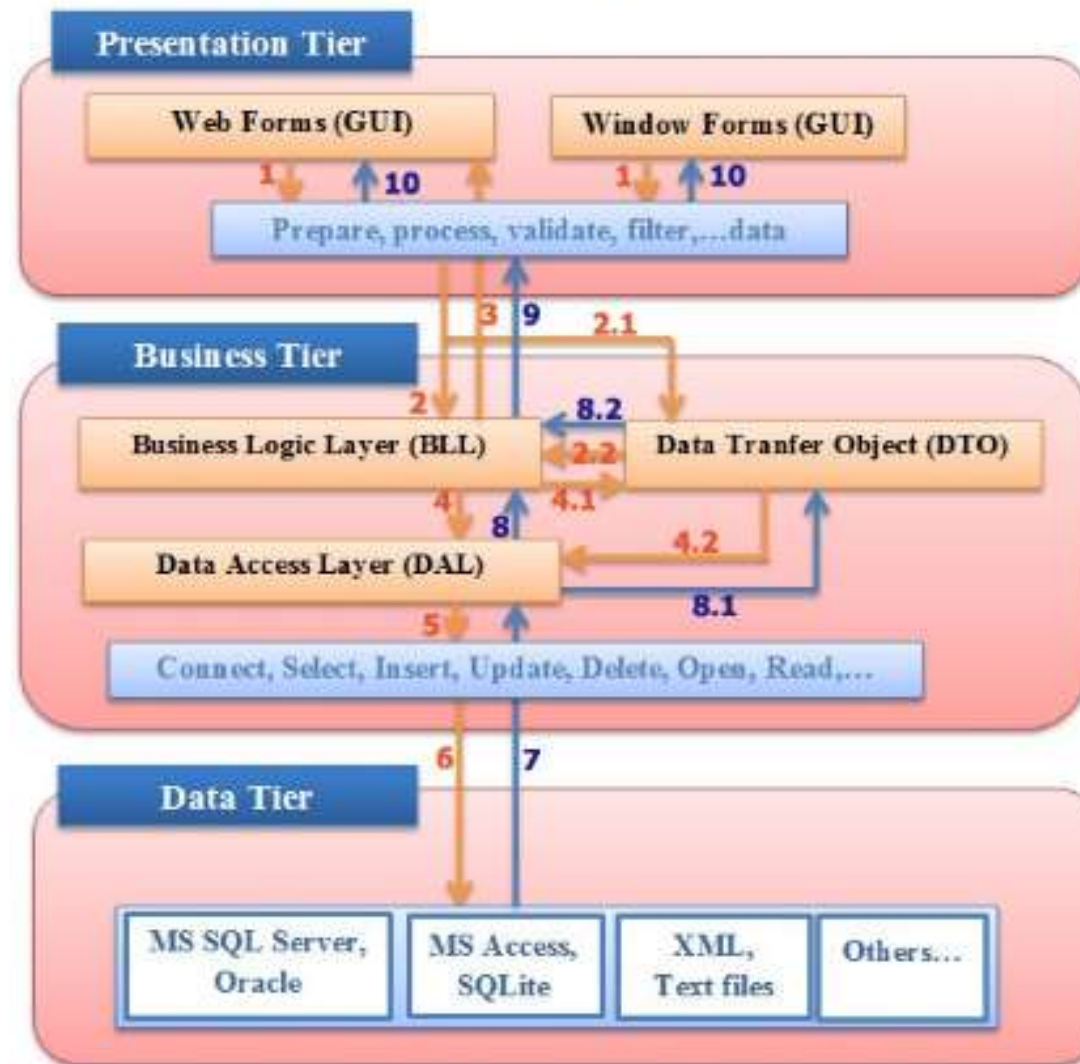 Presentation Tier
Web Forms (GUI)
Window Forms (GUI)
1
10
1
10
Prepare, process, validate, filter,...data
3
9
2.1
Business Tier
2
8.2
Business Logic Layer (BLL)
2.2
Data Tranfer Object (DTO)
4
8
4.1
4.2
Data Access Layer (DAL)
8.1
5
Connect, Select, Insert, Update, Delete, Open, Read,...
6
7
Data Tier
MS SQL Server,
Oracle
MS Access,
SQLite
XML,
Text files
Others...